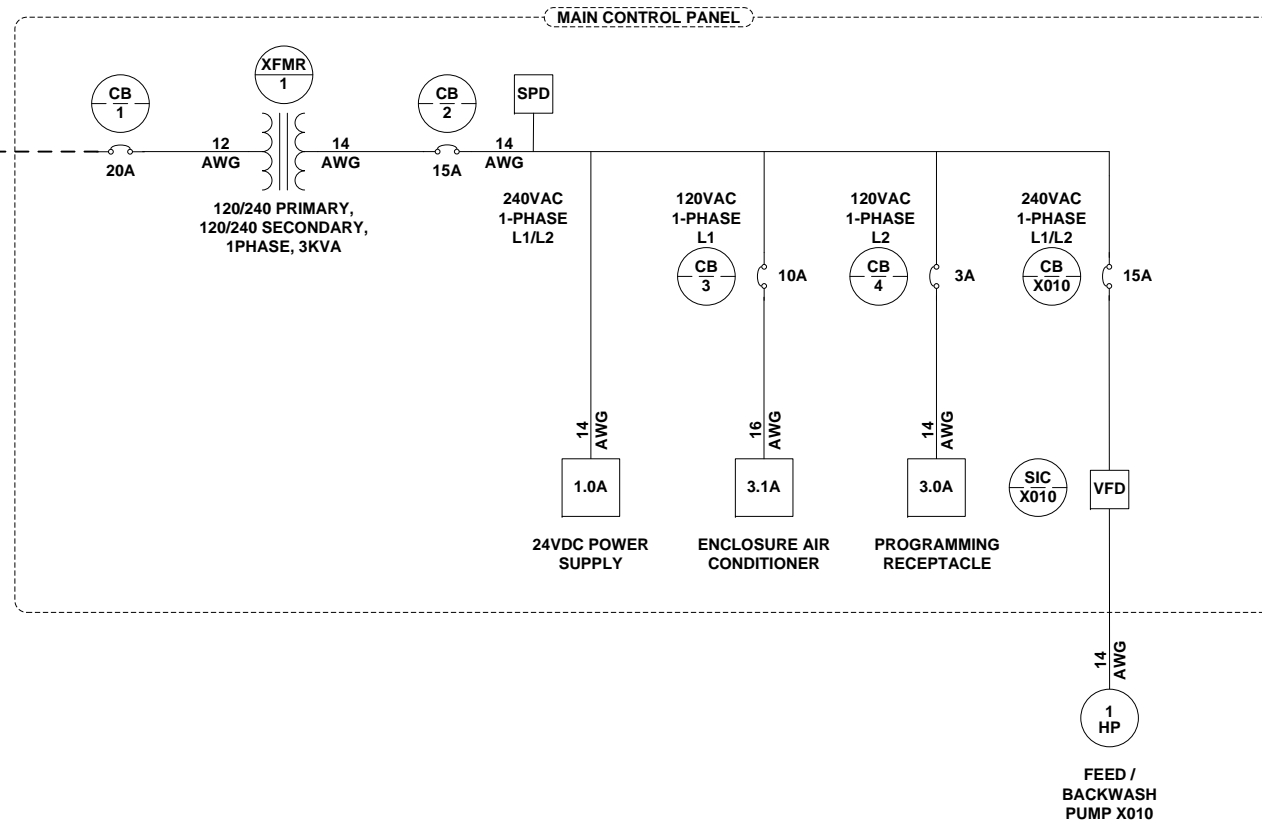 MAIN CONTROL PANEL
CB
1
20A
12
AWG
XFMR
1
14
AWG
120/240 PRIMARY,
120/240 SECONDARY,
1PHASE, 3KVA
CB
2
15A
14
AWG
SPD
240VAC
1-PHASE
L1/L2
14
AWG
1.0A
24VDC POWER
SUPPLY
120VAC
1-PHASE
L1
CB
3
10A
16
AWG
3.1A
ENCLOSURE AIR
CONDITIONER
120VAC
1-PHASE
L2
CB
4
3A
14
AWG
3.0A
PROGRAMMING
RECEPTACLE
240VAC
1-PHASE
L1/L2
CB
X010
15A
SIC
X010
VFD
14
AWG
1
HP
FEED /
BACKWASH
PUMP X010